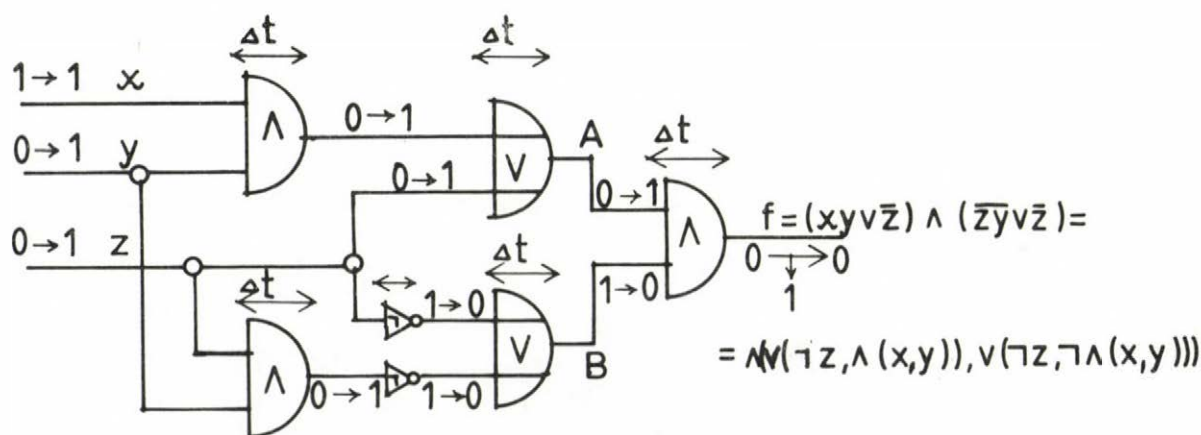 Δt
Δt
1→1 x
∧
0→1
A
Δt
0→1 y
0→1
∨
0→1
∧
f = (xy∨z̄) ∧ (z̅y̅∨z̄) =
0→0
1
0→1 z
Δt
Δt
1→0
1→0
¬
∨
B
= ∧(∨(¬z,∧(x,y)),∨(¬z,¬∧(x,y)))
∧
0→1
¬
1→0